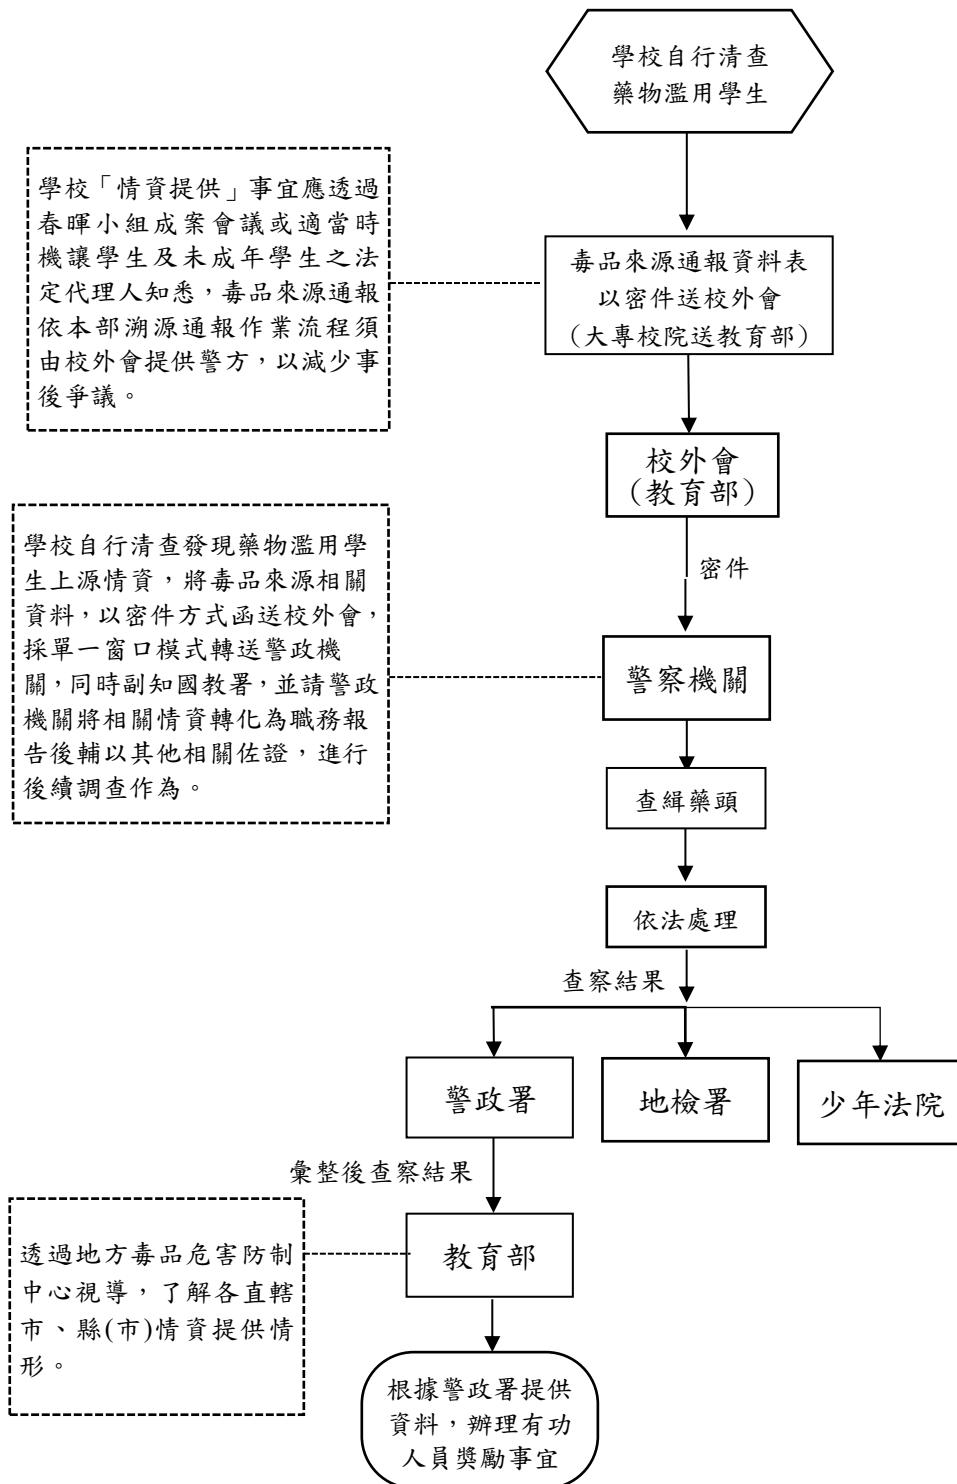 學校自行清查
藥物濫用學生
學校「情資提供」事宜應透過
春暉小組成案會議或適當時
機讓學生及未成年學生之法
定代理人知悉，毒品來源通報
依本部溯源通報作業流程須
由校外會提供警方，以減少事
後爭議。
毒品來源通報資料表
以密件送校外會
（大專校院送教育部）
校外會
（教育部）
密件
學校自行清查發現藥物濫用學
生上源情資，將毒品來源相關
資料，以密件方式函送校外會，
採單一窗口模式轉送警政機
關，同時副知國教署，並請警政
機關將相關情資轉化為職務報
告後輔以其他相關佐證，進行
後續調查作為。
警察機關
查緝藥頭
依法處理
查察結果
警政署
地檢署
少年法院
彙整後查察結果
透過地方毒品危害防制
中心視導，了解各直轄
市、縣(市)情資提供情
形。
教育部
根據警政署提供
資料，辦理有功
人員獎勵事宜